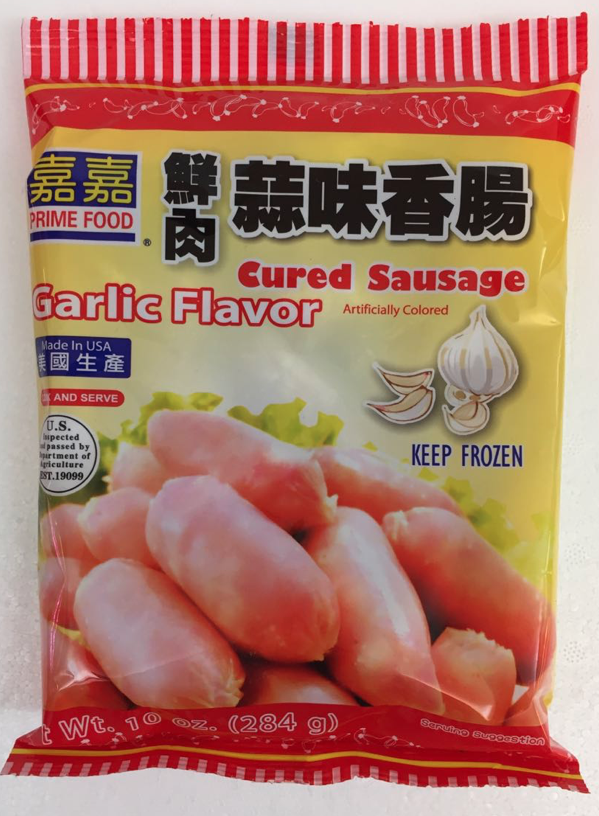 嘉嘉
PRIME FOOD
®
鮮肉
蒜味香腸
Cured Sausage
Garlic Flavor
Artificially Colored
Made In USA
美國生產
AND SERVE
KEEP FROZEN
U.S.
Inspected
passed by
Department of
Agriculture
EST.19099
t Wt. 10 oz. (284 g)
Serving Suggestion